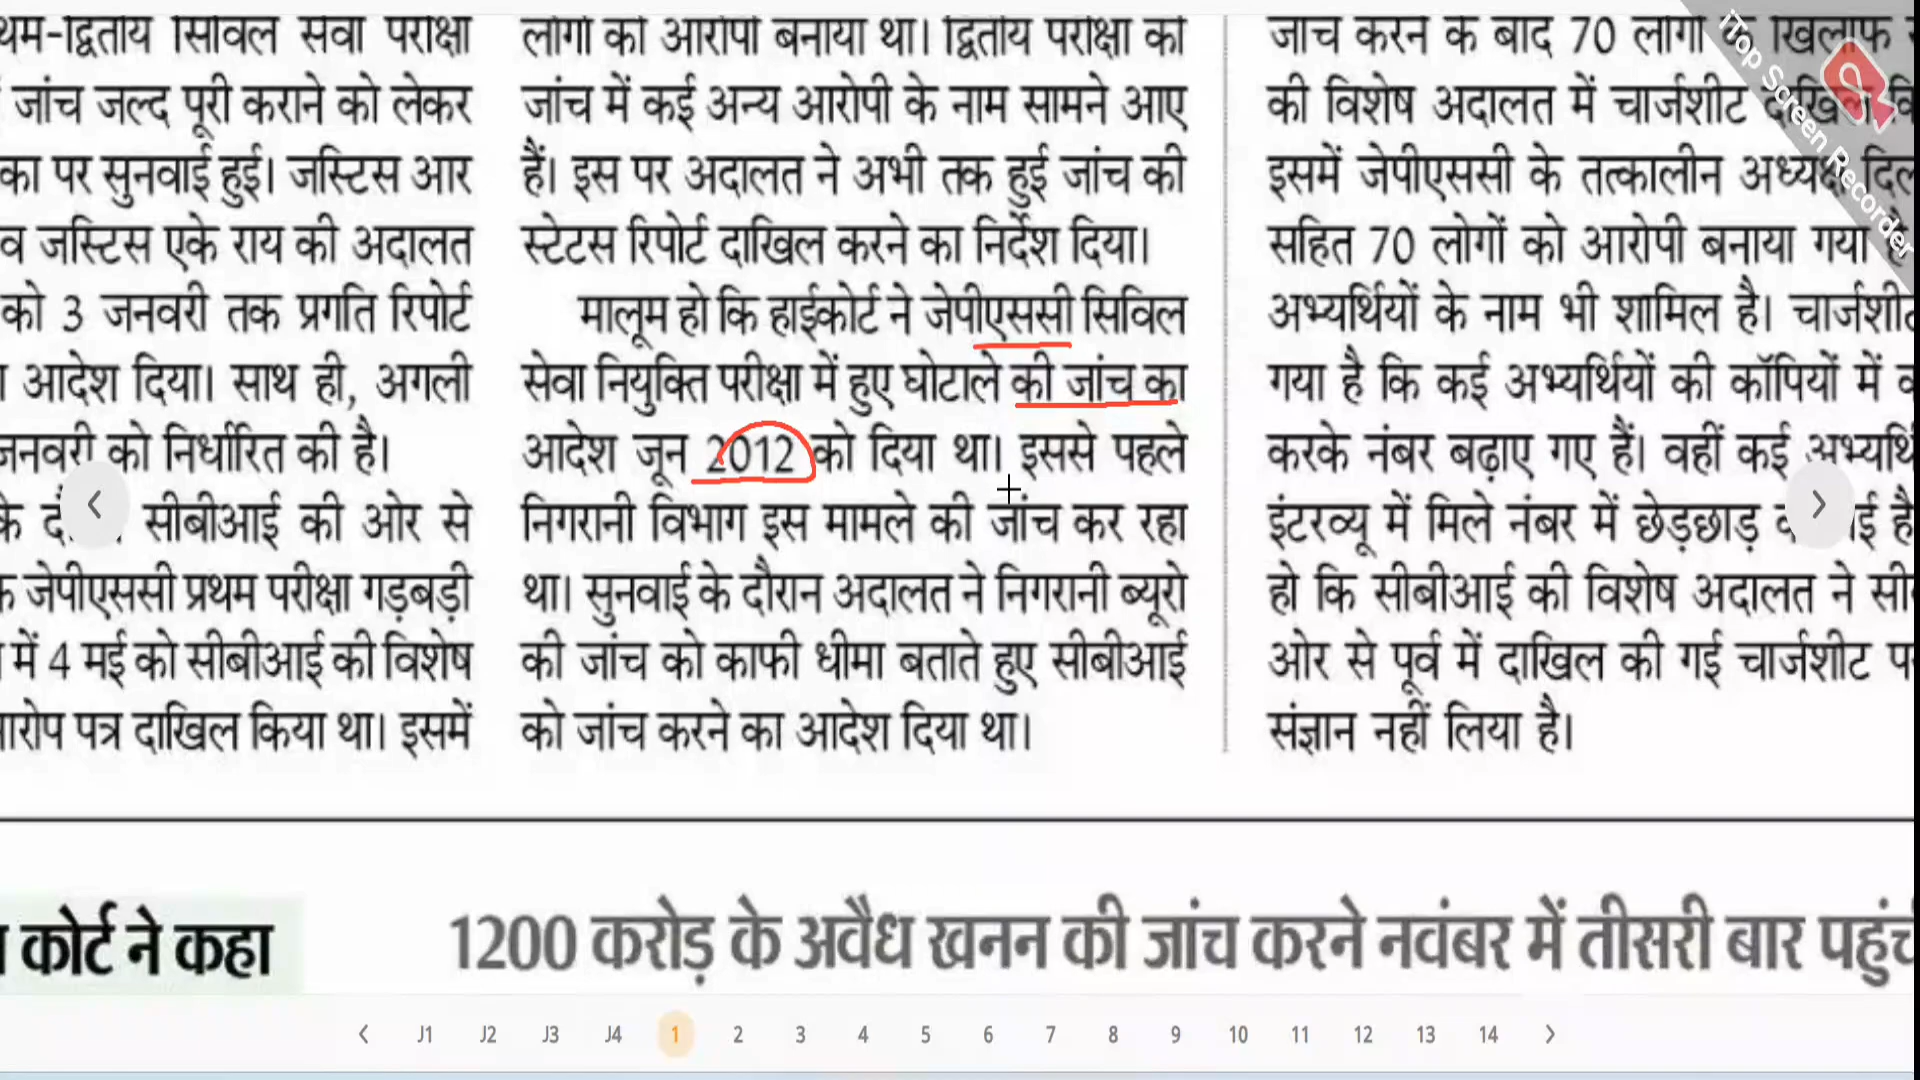 थम-द्वितीय सिविल सेवा परीक्षा
जांच जल्द पूरी कराने को लेकर
का पर सुनवाई हुई। जस्टिस आर
व जस्टिस एके राय की अदालत
को 3 जनवरी तक प्रगति रिपोर्ट
आदेश दिया। साथ ही, अगली
जनवरी को निर्धारित की है।
के सीबीआई की ओर से
जेपीएससी प्रथम परीक्षा गड़बड़ी
में 4 मई को सीबीआई की विशेष
आरोप पत्र दाखिल किया था। इसमें
लोगों को आरोपी बनाया था। द्वितीय परीक्षा की
जांच में कई अन्य आरोपी के नाम सामने आए
हैं। इस पर अदालत ने अभी तक हुई जांच की
स्टेटस रिपोर्ट दाखिल करने का निर्देश दिया।
मालूम हो कि हाईकोर्ट ने जेपीएससी सिविल
सेवा नियुक्ति परीक्षा में हुए घोटाले की जांच का
आदेश जून 2012 को दिया था। इससे पहले
निगरानी विभाग इस मामले की जांच कर रहा
था। सुनवाई के दौरान अदालत ने निगरानी ब्यूरो
की जांच को काफी धीमा बताते हुए सीबीआई
को जांच करने का आदेश दिया था।
जांच करने के बाद 70 लोगों के खिलाफ
की विशेष अदालत में चार्जशीट दाखिल
इसमें जेपीएससी के तत्कालीन अध्यक्ष
सहित 70 लोगों को आरोपी बनाया गया है
अभ्यर्थियों के नाम भी शामिल है। चार्जशीट
गया है कि कई अभ्यर्थियों की कॉपियों में
करके नंबर बढ़ाए गए हैं। वहीं कई
इंटरव्यू में मिले नंबर में छेड़छाड़ है
हो कि सीबीआई की विशेष अदालत ने
ओर से पूर्व में दाखिल की गई चार्जशीट
संज्ञान नहीं लिया है।
iTop Screen Recorder
कोर्ट ने कहा
1200 करोड़ के अवैध खनन की जांच करने नवंबर में तीसरी बार
J1 J2 J3 J4 1 2 3 4 5 6 7 8 9 10 11 12 13 14